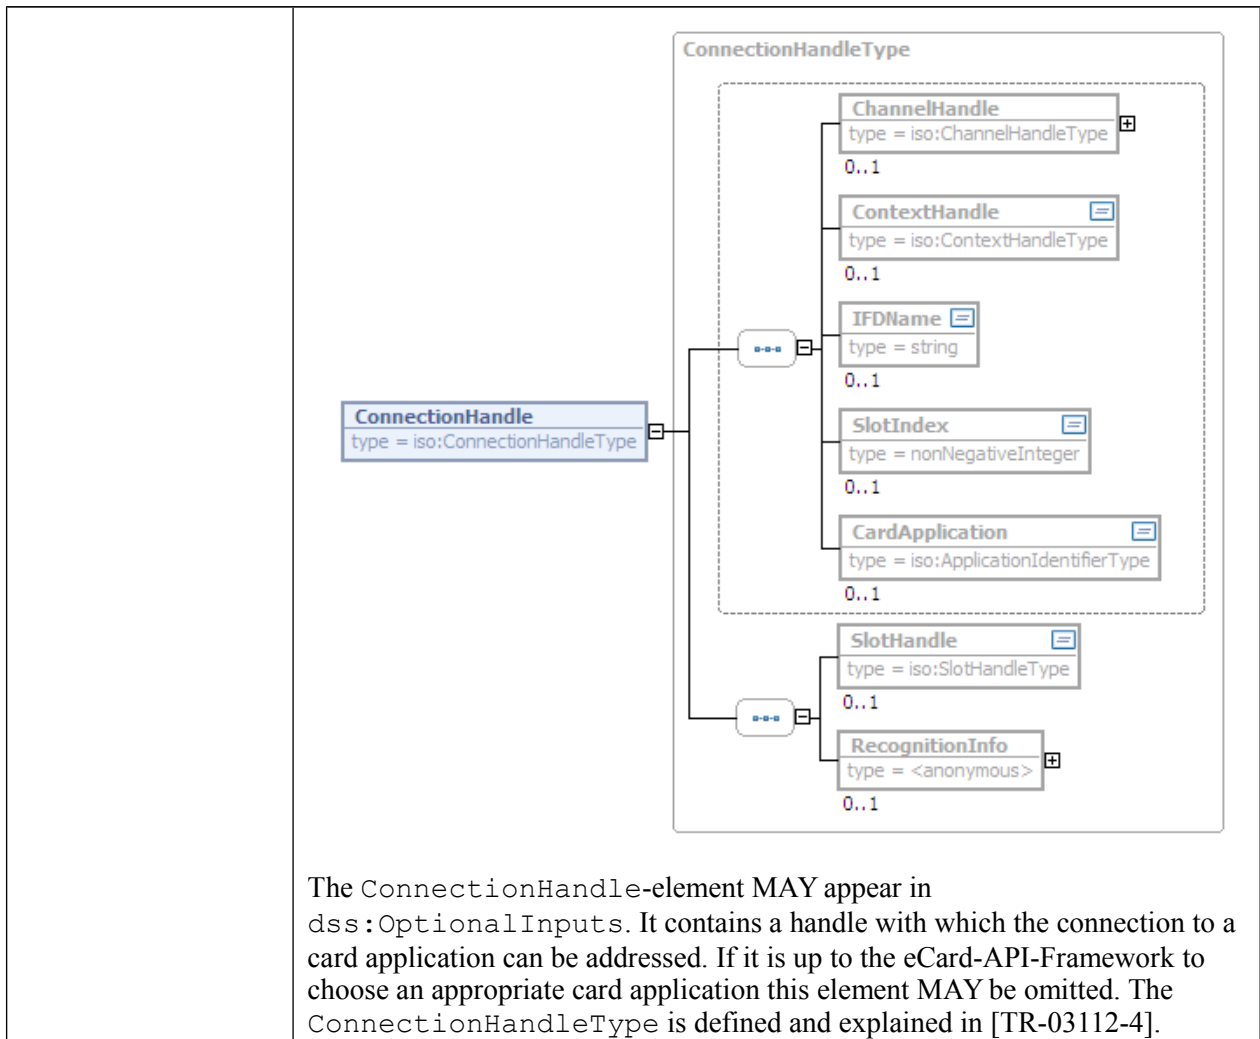 ConnectionHandleType
ChannelHandle
type = iso:ChannelHandleType
0..1
ContextHandle
type = iso:ContextHandleType
0..1
IFDName
type = string
0..1
ConnectionHandle
type = iso:ConnectionHandleType
SlotIndex
type = nonNegativeInteger
0..1
CardApplication
type = iso:ApplicationIdentifierType
0..1
SlotHandle
type = iso:SlotHandleType
0..1
RecognitionInfo
type = <anonymous>
0..1
The ConnectionHandle-element MAY appear in
dss:OptionalInputs. It contains a handle with which the connection to a
card application can be addressed. If it is up to the eCard-API-Framework to
choose an appropriate card application this element MAY be omitted. The
ConnectionHandleType is defined and explained in [TR-03112-4].